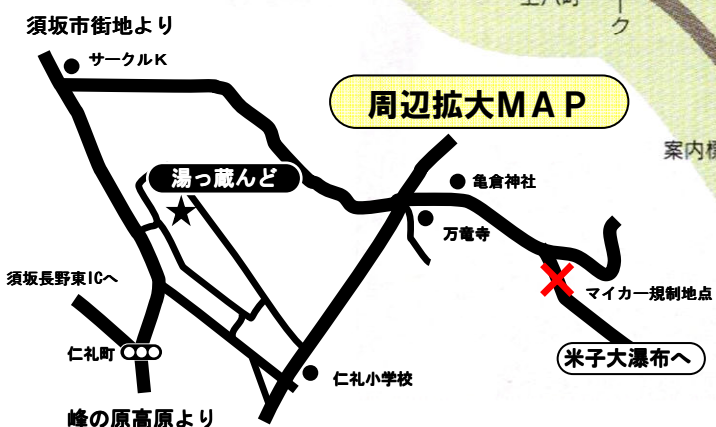 須坂市街地より
サークルK
周辺拡大MAP
ーク
案内
湯っ蔵んど
亀倉神社
万竜寺
須坂長野東ICへ
マイカー規制地点
仁礼町
米子大瀑布へ
仁礼小学校
峰の原高原より